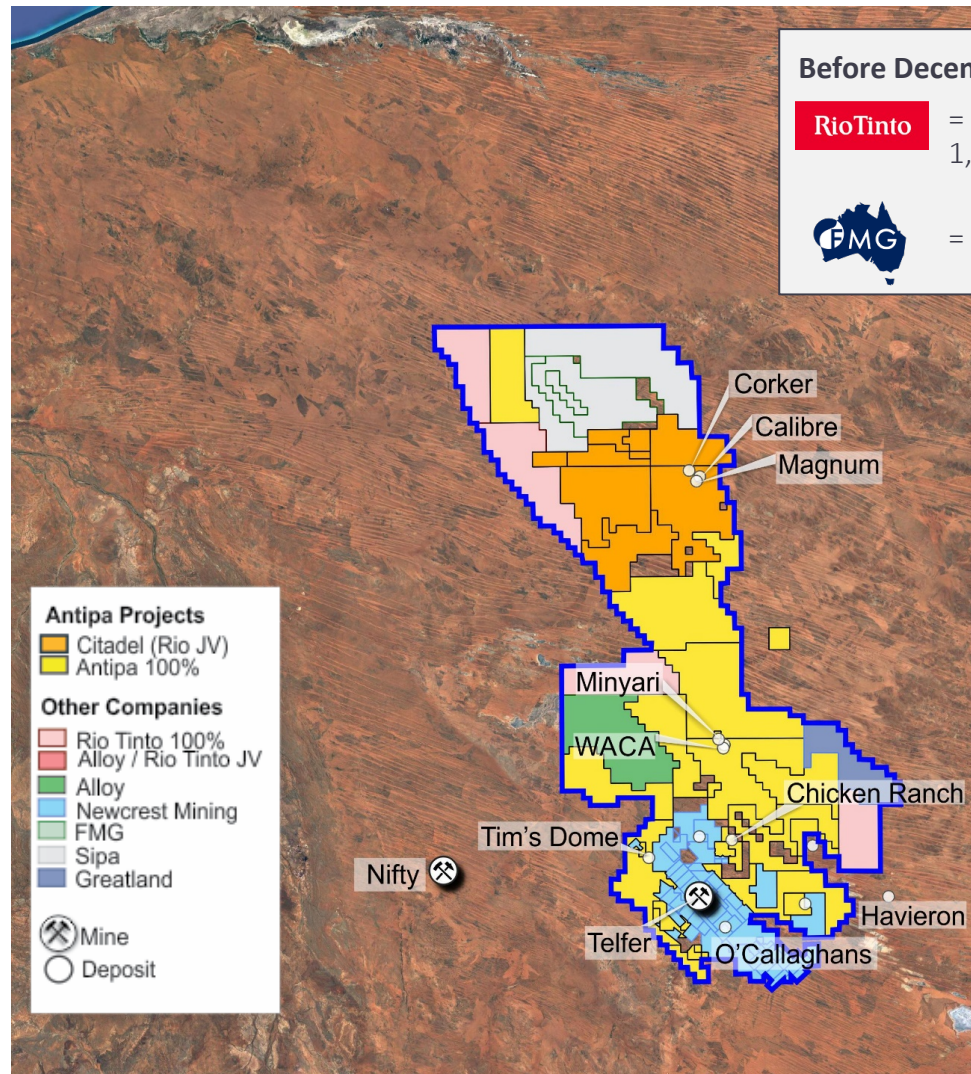 Before Decem
RioTinto
=
1,
FMG
=
Corker
Calibre
Magnum
Minyari
WACA
Chicken Ranch
Tim's Dome
Nifty
Telfer
Havieron
O'Callaghans
Antipa Projects
Citadel (Rio JV)
Antipa 100%
Other Companies
Rio Tinto 100%
Alloy / Rio Tinto JV
Alloy
Newcrest Mining
FMG
Sipa
Greatland
Mine
Deposit